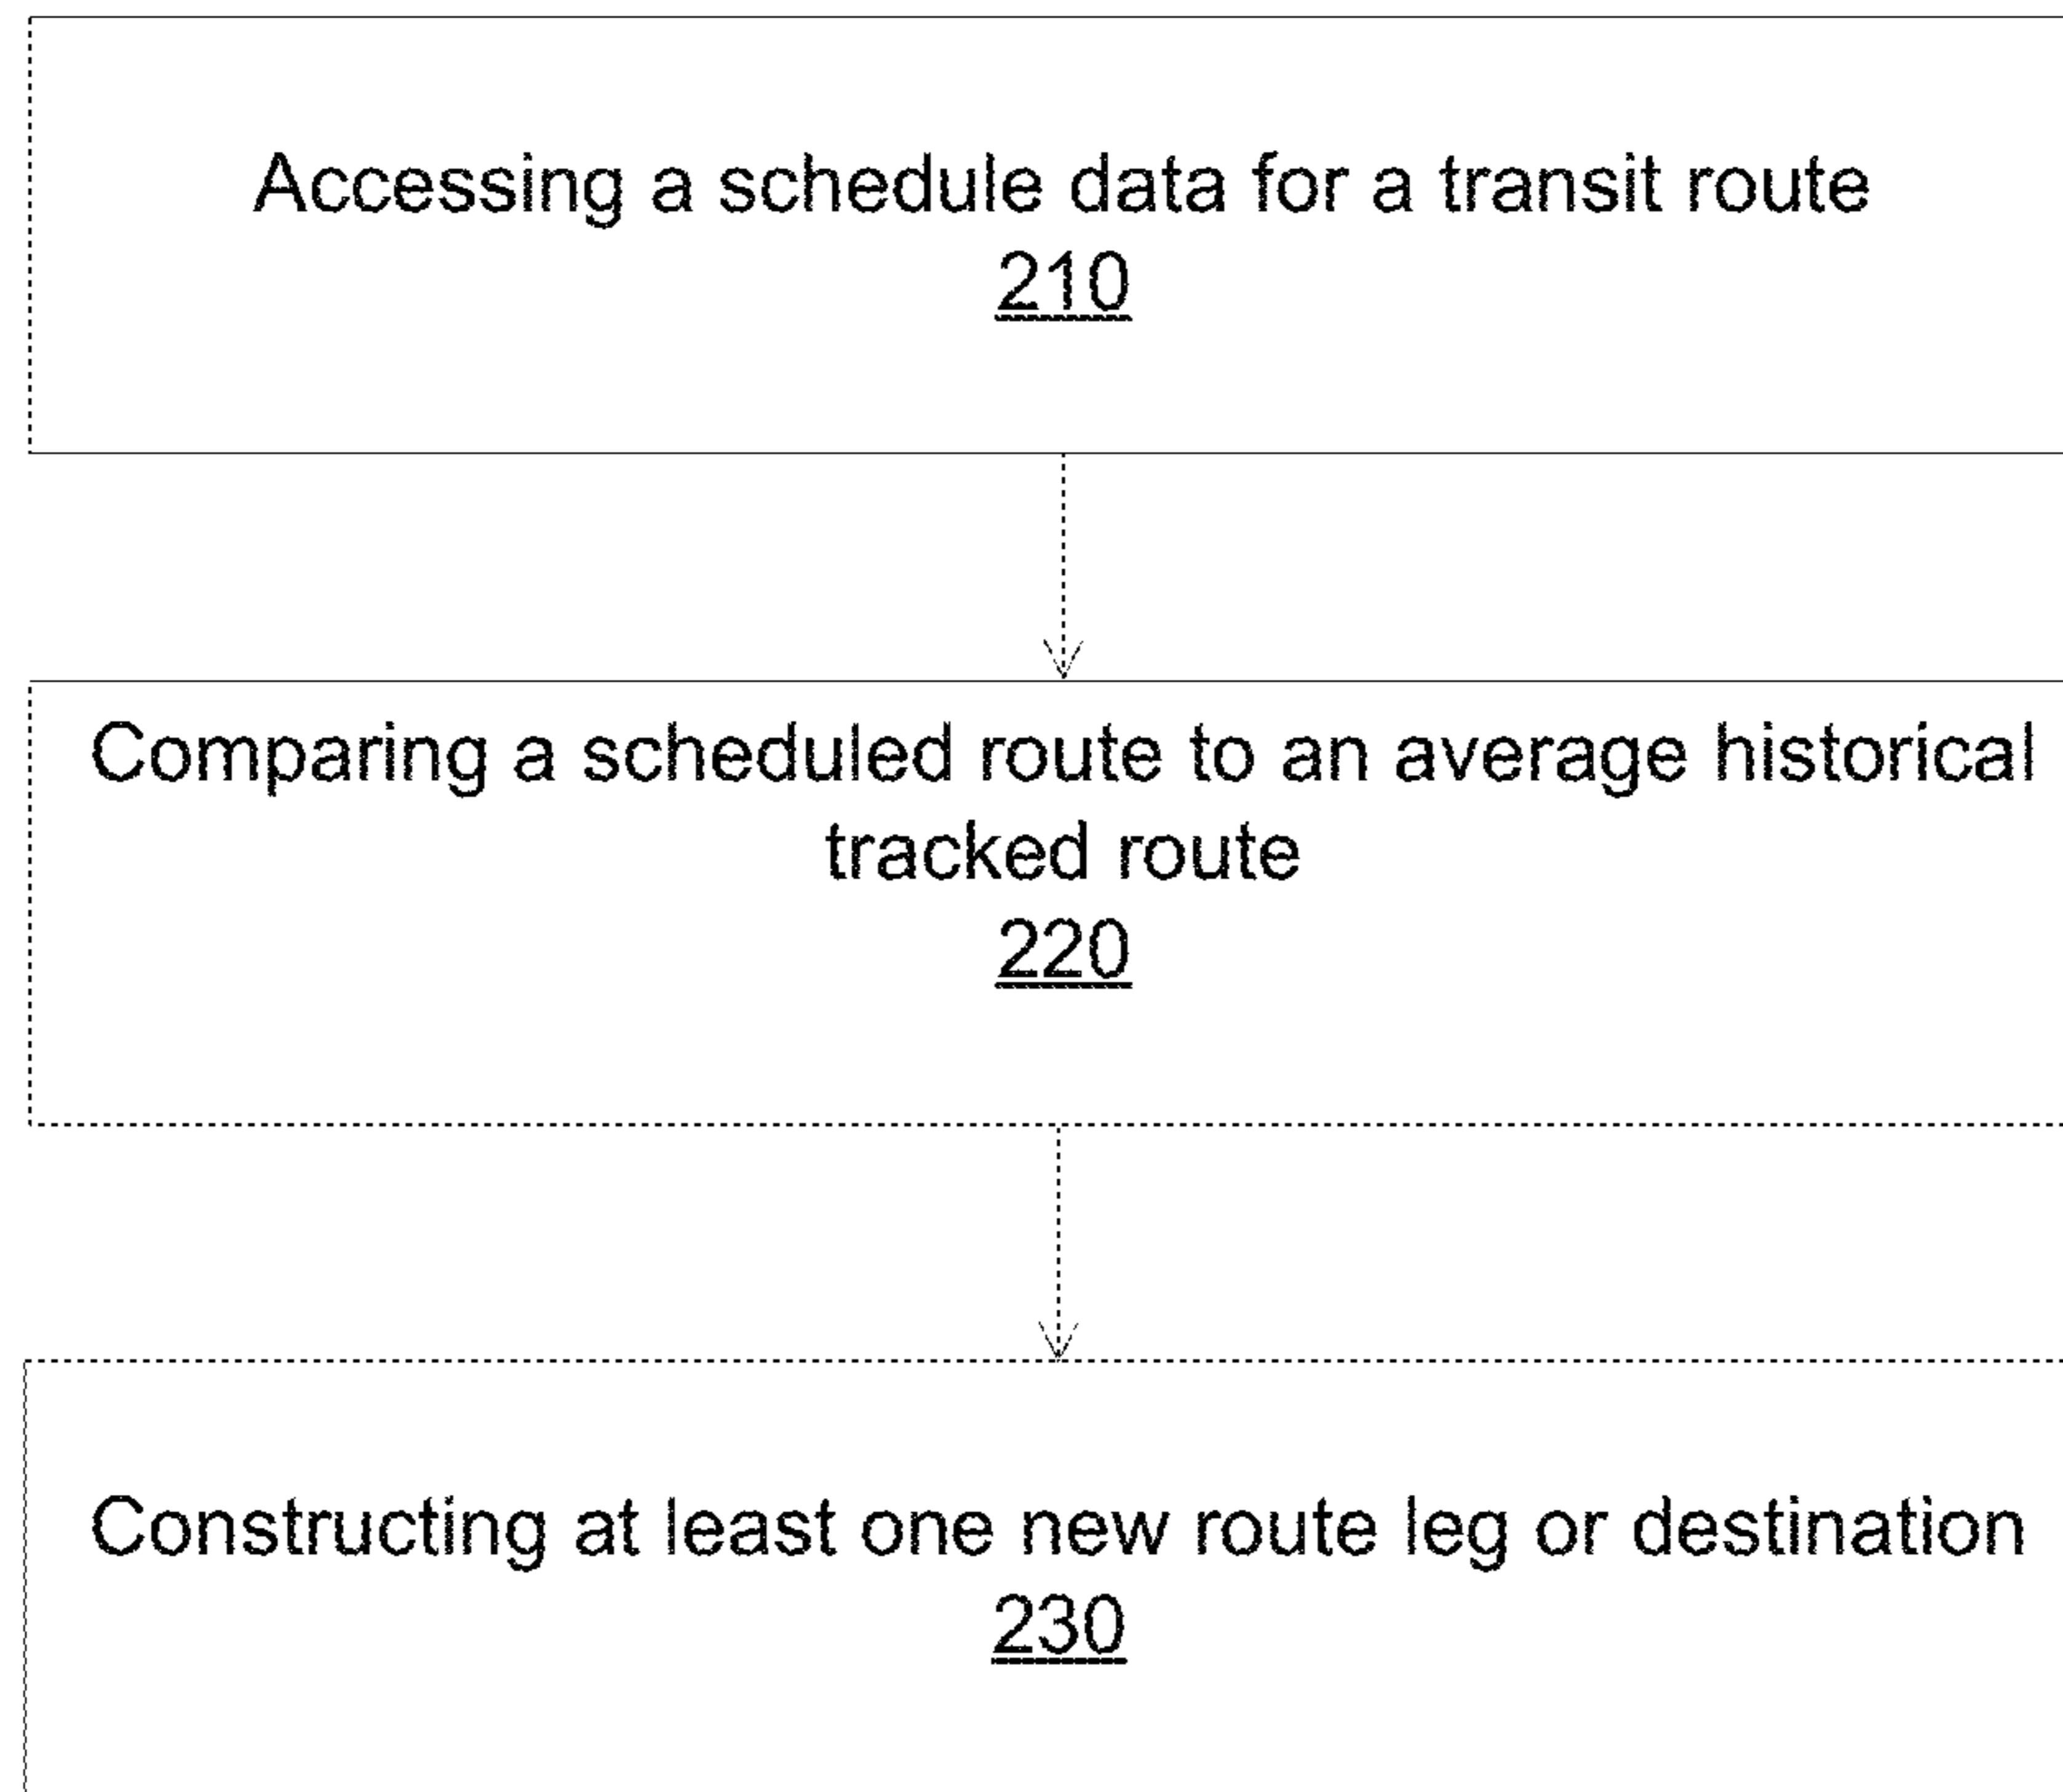 Accessing a schedule data for a transit route
210
Comparing a scheduled route to an average historical
tracked route
220
Constructing at least one new route leg or destination
230